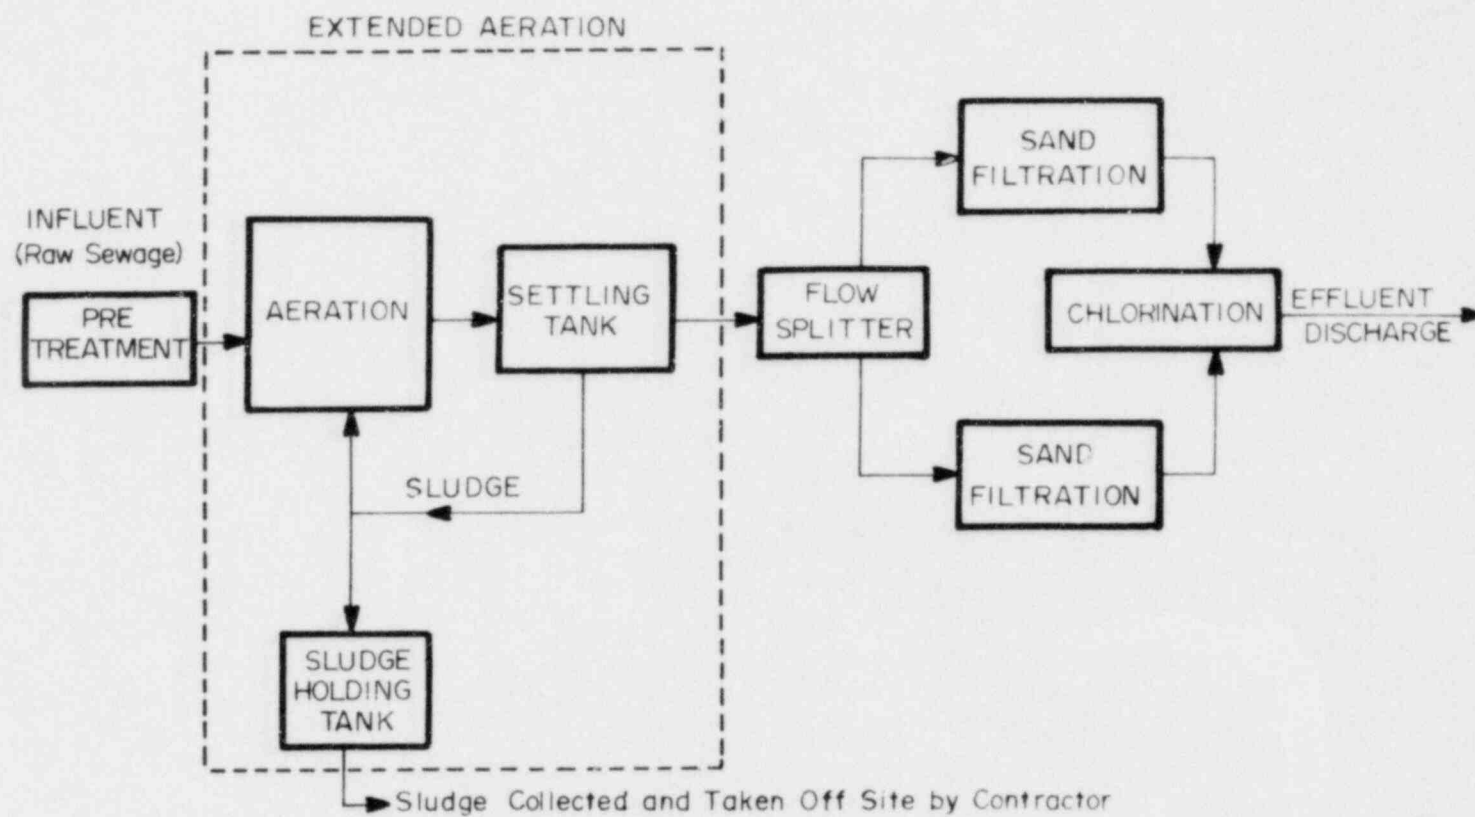 EXTENDED AERATION
INFLUENT
(Raw Sewage)
PRE
TREATMENT
AERATION
SETTLING
TANK
SLUDGE
SLUDGE
HOLDING
TANK
Sludge Collected and Taken Off Site by Contractor
FLOW
SPLITTER
SAND
FILTRATION
SAND
FILTRATION
CHLORINATION
EFFLUENT
DISCHARGE